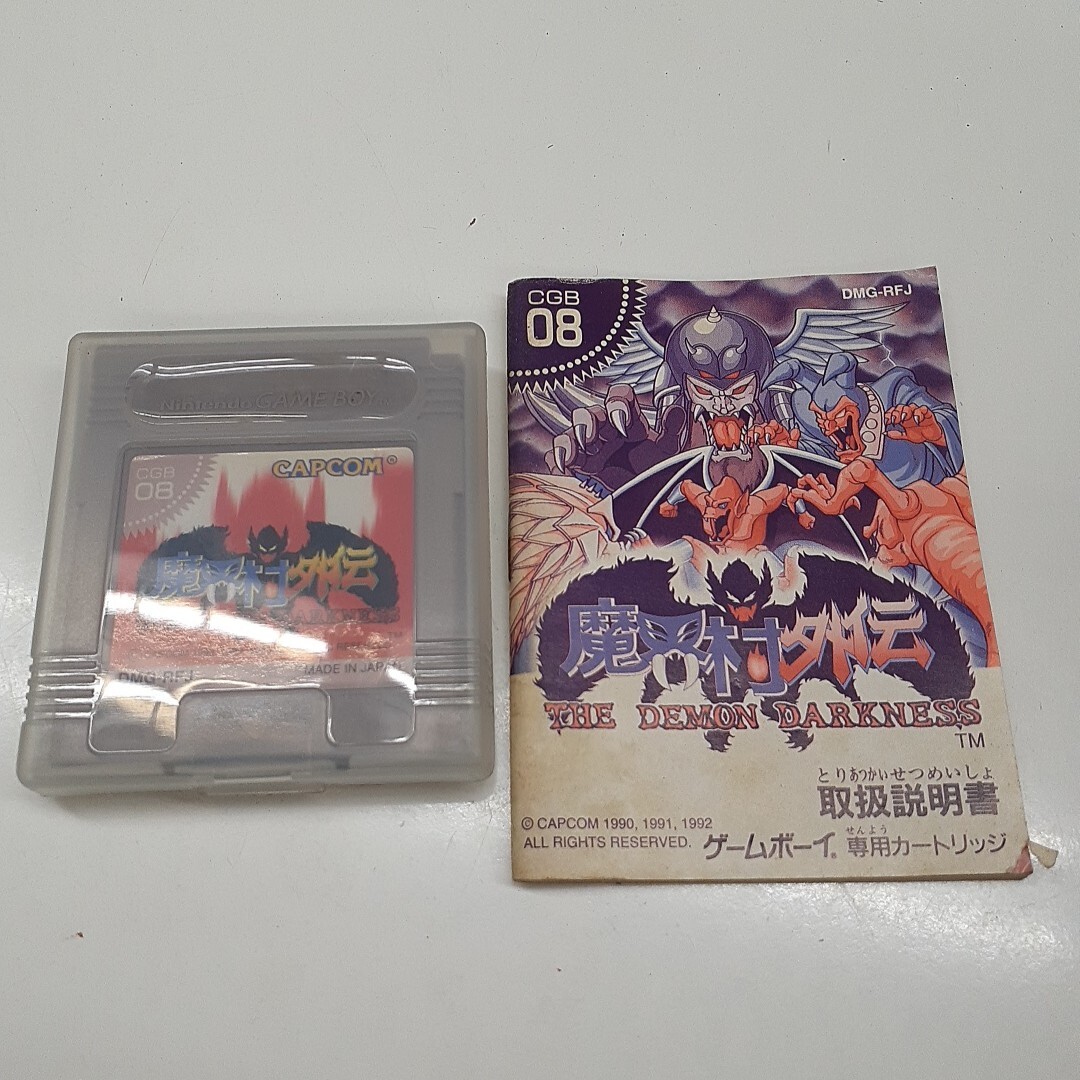 Nintendo GAME BOY TM
CGB
08
CAPCOM®
魔界村外伝
DMG-RFJ
MADE IN JAPAN
CGB
08
DMG-RFJ
魔界村外伝
THE DEMON DARKNESS
TM
とりあつかいせつめいしょ
取扱説明書
© CAPCOM 1990, 1991, 1992
ALL RIGHTS RESERVED.
せんよう
ゲームボーイ® 専用カートリッジ